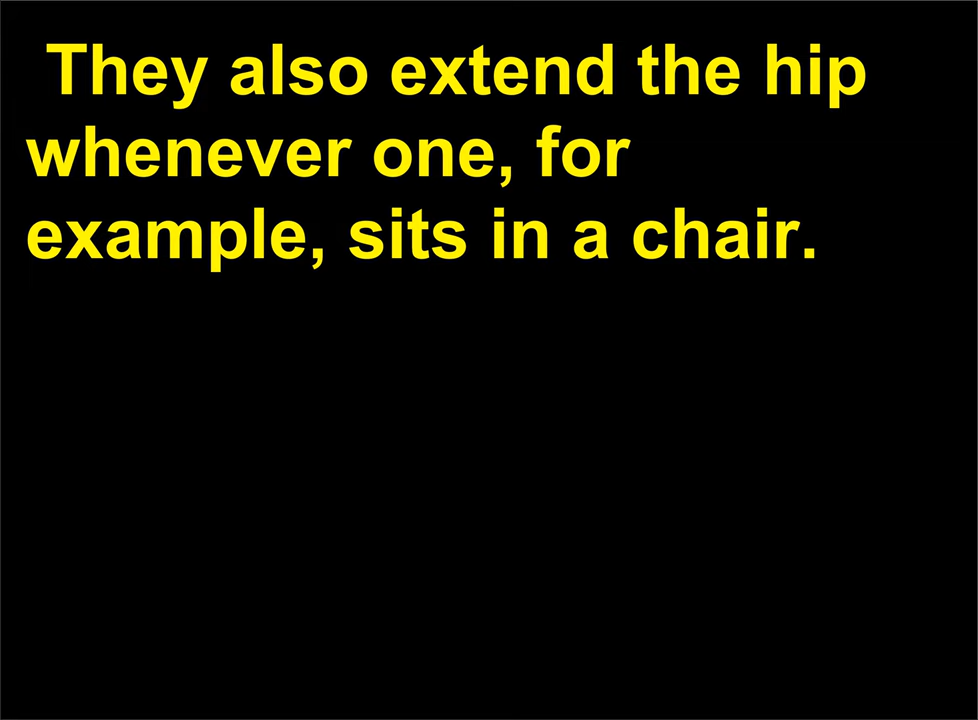 They also extend the hip
whenever one, for
example, sits in a chair.